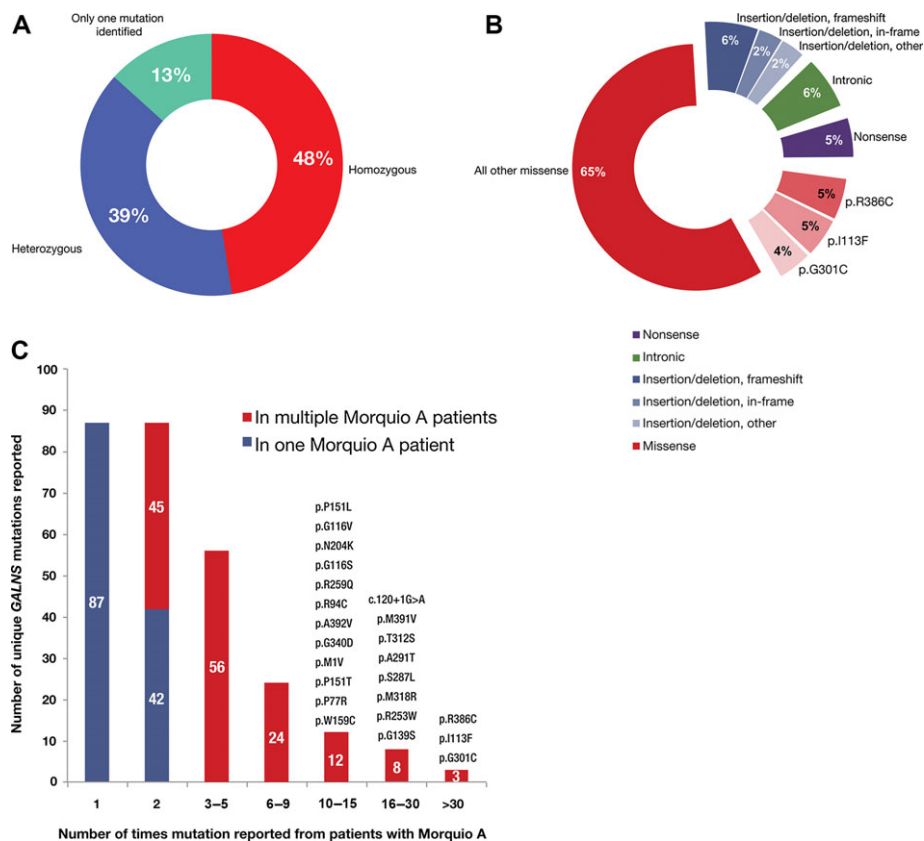 A
Only one mutation
identified
13%
48%
Homozygous
39%
Heterozygous
B
Insertion/deletion, frameshift
Insertion/deletion, in-frame
Insertion/deletion, other
6%
2%
2%
Intronic
6%
Nonsense
5%
All other missense
65%
5%
p.R386C
5%
p.I113F
4%
p.G301C
Nonsense
Intronic
Insertion/deletion, frameshift
Insertion/deletion, in-frame
Insertion/deletion, other
Missense
C
Number of unique GALNS mutations reported
100
90
80
70
60
50
40
30
20
10
0
In multiple Morquio A patients
In one Morquio A patient
87
45
42
56
24
p.P151L
p.G116V
p.N204K
p.G116S
p.R259Q
p.R94C
p.A392V
p.G340D
p.M1V
p.P151T
p.P77R
p.W159C
12
c.120+1G>A
p.M391V
p.T312S
p.A291T
p.S287L
p.M318R
p.R253W
p.G139S
8
p.R386C
p.I113F
p.G301C
3
1
2
3–5
6–9
10–15
16–30
>30
Number of times mutation reported from patients with Morquio A